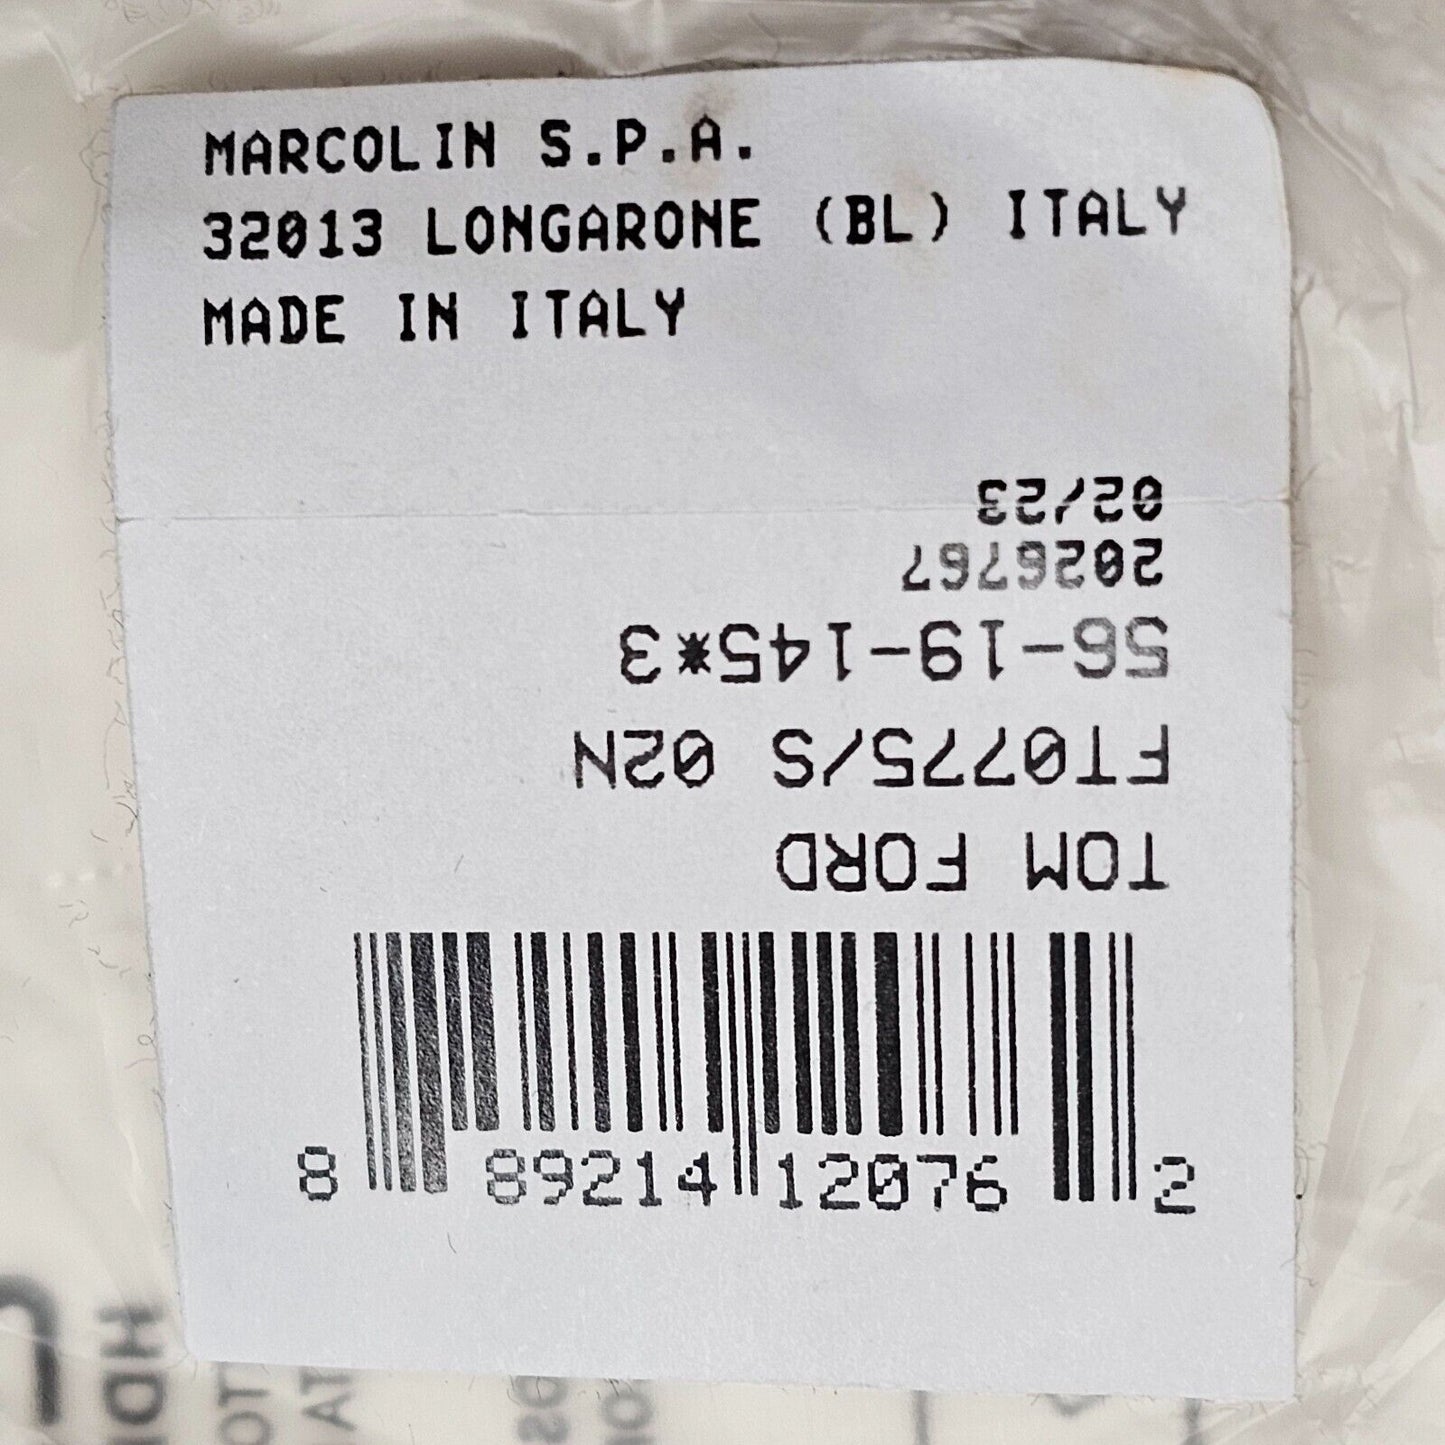 MARCOLIN S.P.A.
32013 LONGARONE (BL) ITALY
MADE IN ITALY
TOM FORD
FT0775/S 02N
56-19-145*3
2026767
02/23
8 89214 12076 2